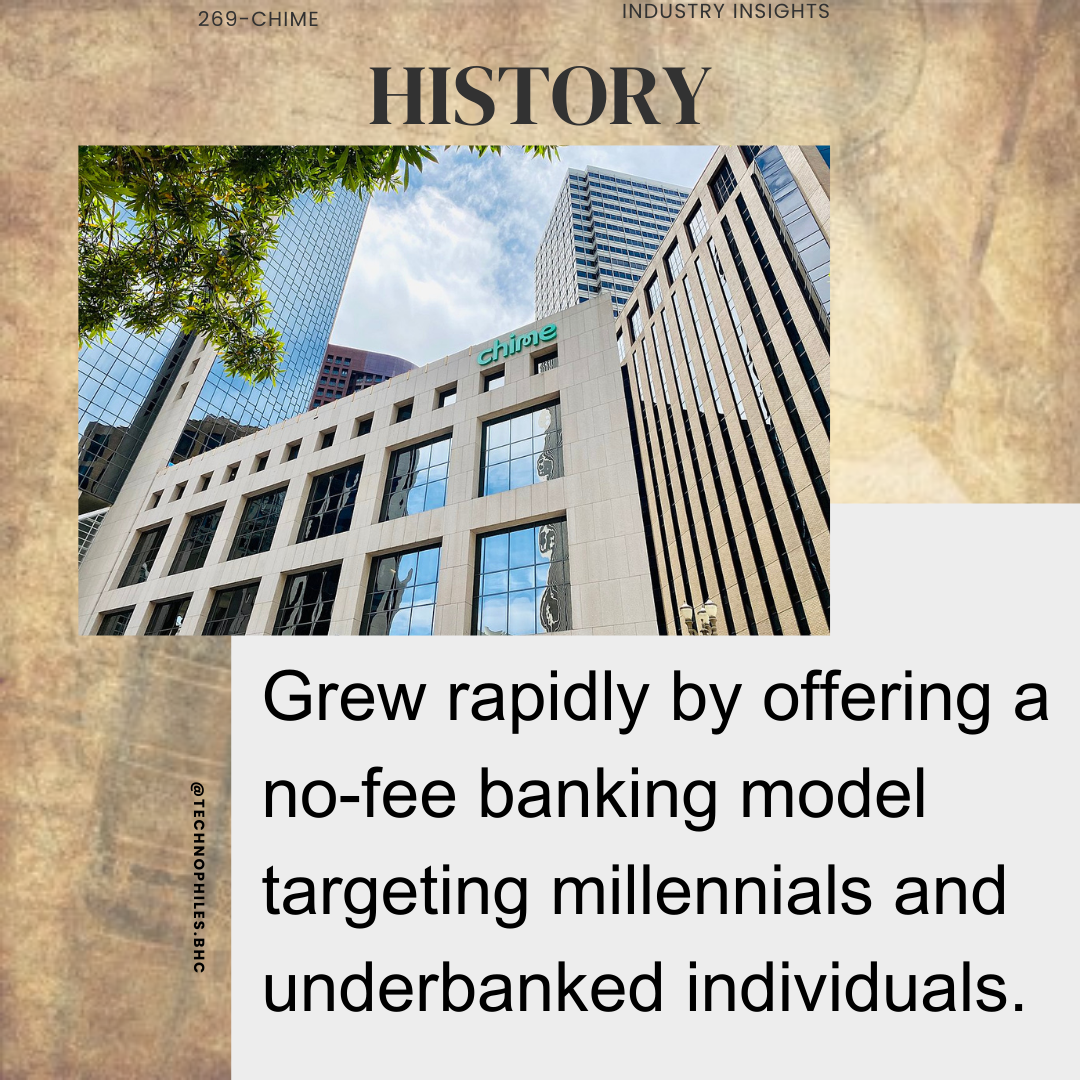 269-CHIME
INDUSTRY INSIGHTS
HISTORY
chime
Grew rapidly by offering a
no-fee banking model
targeting millennials and
underbanked individuals.
@TECHNOPHILES.BHC